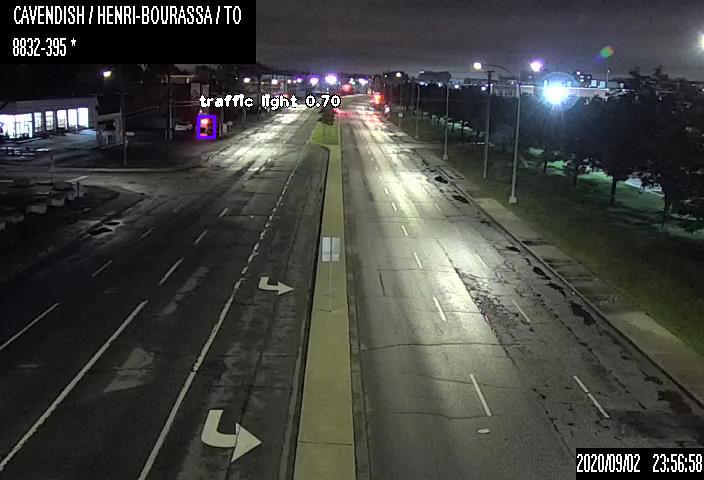 CAVENDISH / HENRI-BOURASSA / TO
8832-395 *
traffic light 0.70
2020/09/02 23:56:58